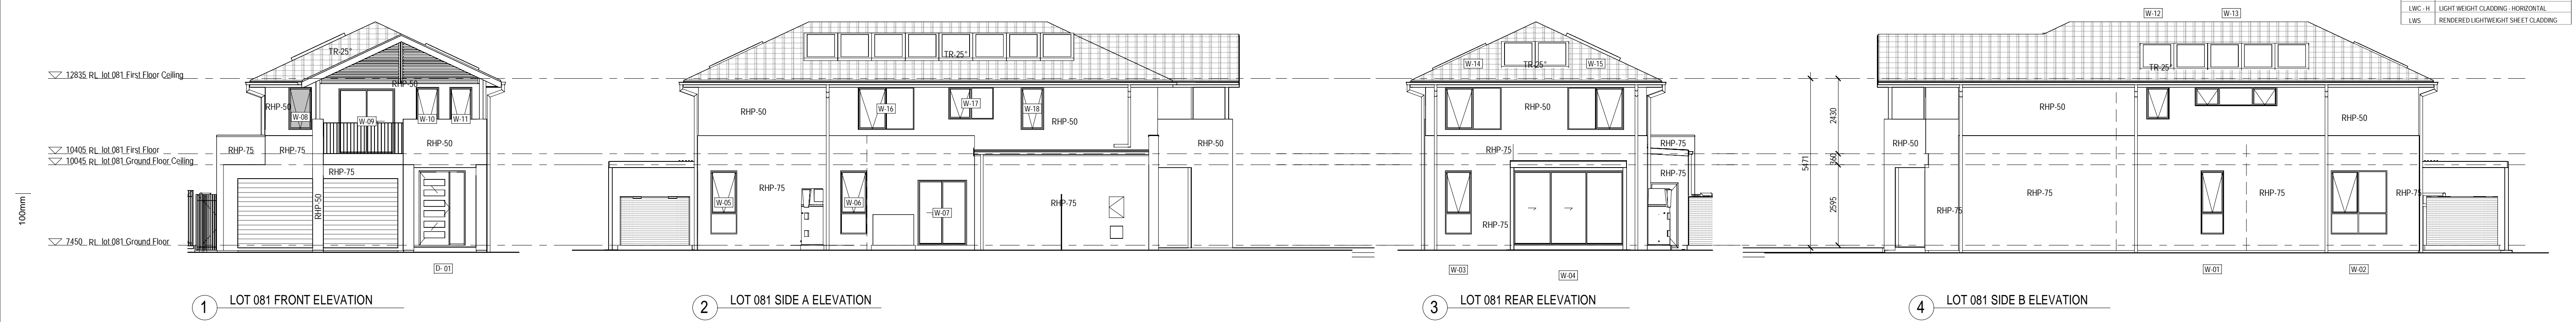 LWC - H LIGHT WEIGHT CLADDING - HORIZONTAL
LWS RENDERED LIGHTWEIGHT SHEET CLADDING
12835 RL lot 081 First Floor Ceiling
10405 RL lot 081 First Floor
10045 RL lot 081 Ground Floor Ceiling
7450 RL lot 081 Ground Floor
100mm
TR-25°
RHP-50
RHP-50
W-08
W-09
W-10
W-11
RHP-75
RHP-75
RHP-50
RHP-75
RHP-50
D- 01
1 LOT 081 FRONT ELEVATION
TR-25°
RHP-50
W-16
W-17
W-18
RHP-50
RHP-50
RHP-75
W-05
W-06
W-07
RHP-75
2 LOT 081 SIDE A ELEVATION
W-14
TR-25°
W-15
RHP-50
RHP-75
RHP-75
RHP-75
RHP-75
W-03
W-04
3 LOT 081 REAR ELEVATION
5471
2430
360
2595
W-12
W-13
TR-25°
RHP-50
RHP-50
RHP-50
RHP-75
RHP-75
RHP-75
RHP-75
W-01
W-02
4 LOT 081 SIDE B ELEVATION